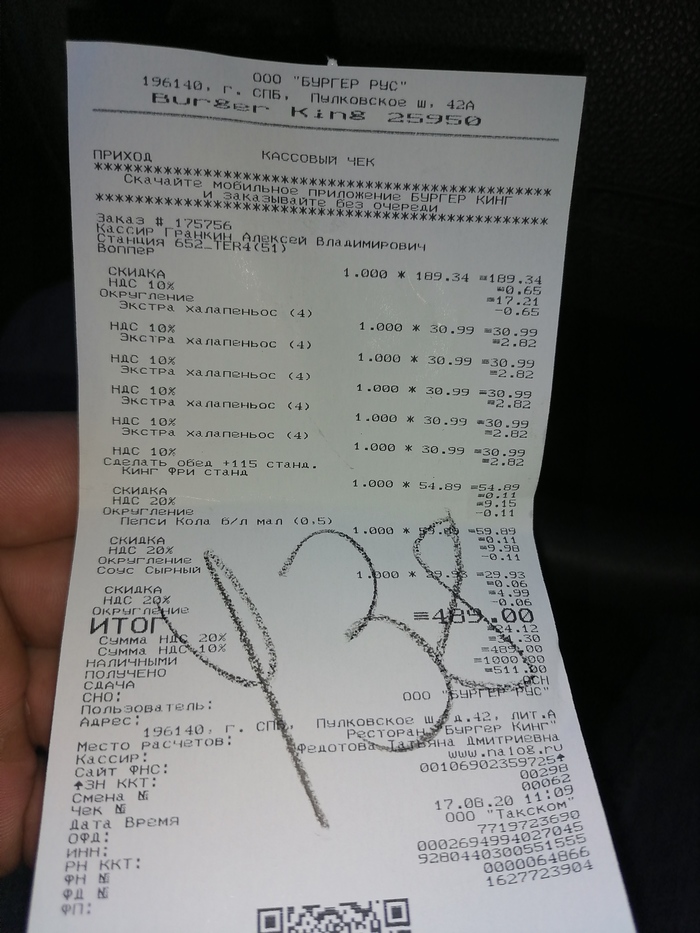 ООО "БУРГЕР РУС"
196140, г. СПБ, Пулковское ш, 42А
Burger King 25950
ПРИХОД КАССОВЫЙ ЧЕК
****************************************
Скачайте мобильное приложение БУРГЕР КИНГ
и заказывайте без очереди
****************************************
Заказ # 175756
Кассир Гранкин Алексей Владимирович
Станция 652_TER4(51)
Воппер
1.000 * 189.34 =189.34
СКИДКА =0.65
НДС 10% =17.21
Округление -0.65
Экстра халапеньос (4)
1.000 * 30.99 =30.99
НДС 10% =2.82
Экстра халапеньос (4)
1.000 * 30.99 =30.99
НДС 10% =2.82
Экстра халапеньос (4)
1.000 * 30.99 =30.99
НДС 10% =2.82
Экстра халапеньос (4)
1.000 * 30.99 =30.99
НДС 10% =2.82
Экстра халапеньос (4)
1.000 * 30.99 =30.99
НДС 10% =2.82
Сделать обед +115 станд.
Кинг Фри станд
1.000 * 54.89 =54.89
СКИДКА =0.11
НДС 20% =9.15
Округление -0.11
Пепси Кола б/л мал (0,5)
1.000 * =59.89
СКИДКА =0.11
НДС 20% =9.98
Округление -0.11
Соус Сырный
1.000 * 29.93 =29.93
СКИДКА =0.06
НДС 20% =4.99
Округление -0.06
ИТОГ =489.00
Сумма НДС 20% =24.12
Сумма НДС 10%
НАЛИЧНЫМИ =489.00
ПОЛУЧЕНО =1000.00
СДАЧА =511.00
СНО: ОСН
Пользователь: ООО "БУРГЕР РУС"
Адрес:
196140, г. СПБ, Пулковское ш, д.42, ЛИТ.А
Место расчетов: Ресторан "Бургер Кинг"
Кассир: Федотова Татьяна Дмитриевна
Сайт ФНС: www.nalog.ru
↑ЗН ККТ: 00106902359725↑
Смена № 00298
Чек № 00062
Дата Время 17.08.20 11:09
ОФД: ООО "Такском"
ИНН: 7719723690
РН ККТ: 0002694994027045
ФН № 9280440300551555
ФД № 0000064866
ФП: 1627723904
438